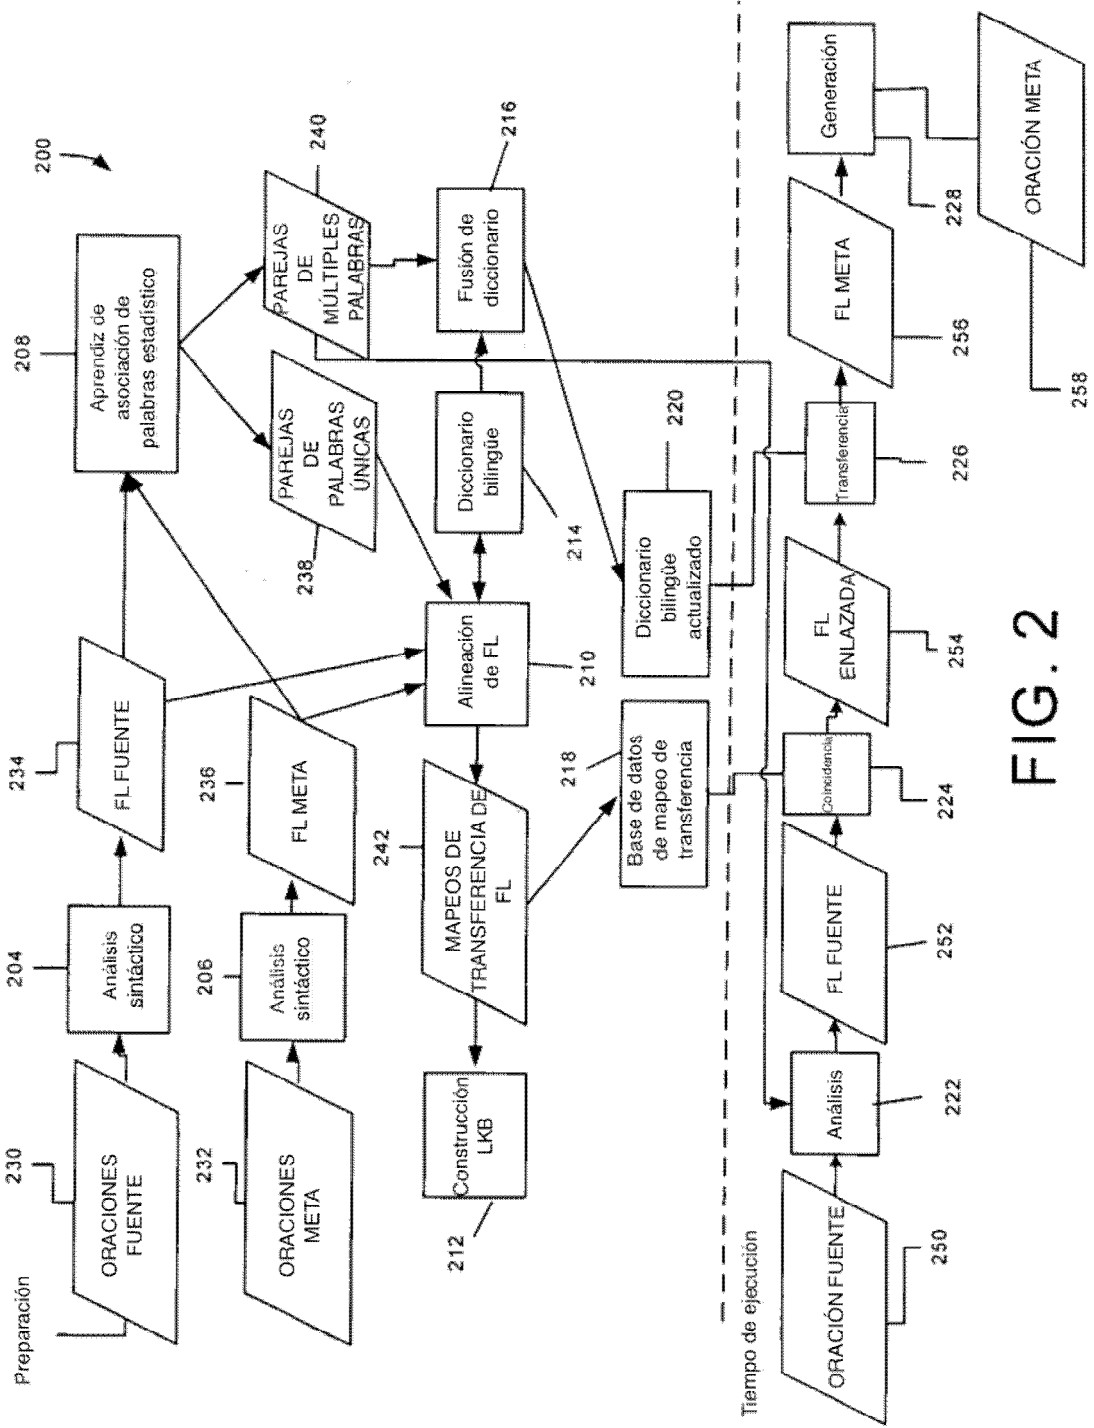 200
Preparación
230
ORACIONES
FUENTE
204
Análisis
sintáctico
234
FL FUENTE
208
Aprendiz de
asociación de
palabras estadístico
232
ORACIONES
META
206
Análisis
sintáctico
236
FL META
238
PAREJAS
DE
PALABRAS
ÚNICAS
240
PAREJAS
DE
MÚLTIPLES
PALABRAS
212
Construcción
LKB
242
MAPEOS DE
TRANSFERENCIA DE
FL
210
Alineación
de FL
214
Diccionario
bilingüe
216
Fusión de
diccionario
218
Base de datos
de mapeo de
transferencia
220
Diccionario
bilingüe
actualizado
Tiempo de ejecución
ORACIÓN FUENTE
250
Análisis
222
FL FUENTE
252
Coincidencia
224
FL
ENLAZADA
254
Transferencia
226
FL META
256
Generación
228
ORACIÓN META
258
FIG. 2